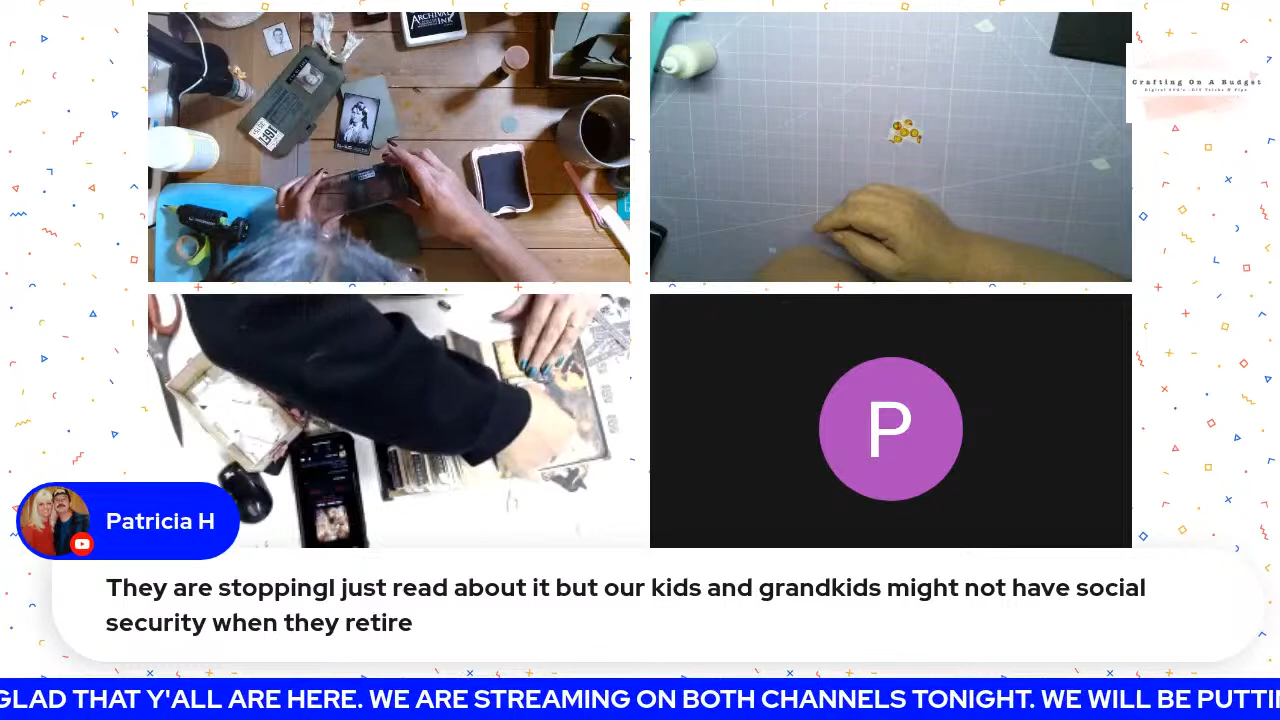 ARCHIVAL
INK
Crafting On A Budget
P
Patricia H
They are stoppingI just read about it but our kids and grandkids might not have social
security when they retire
GLAD THAT Y'ALL ARE HERE. WE ARE STREAMING ON BOTH CHANNELS TONIGHT. WE WILL BE PUTTIN